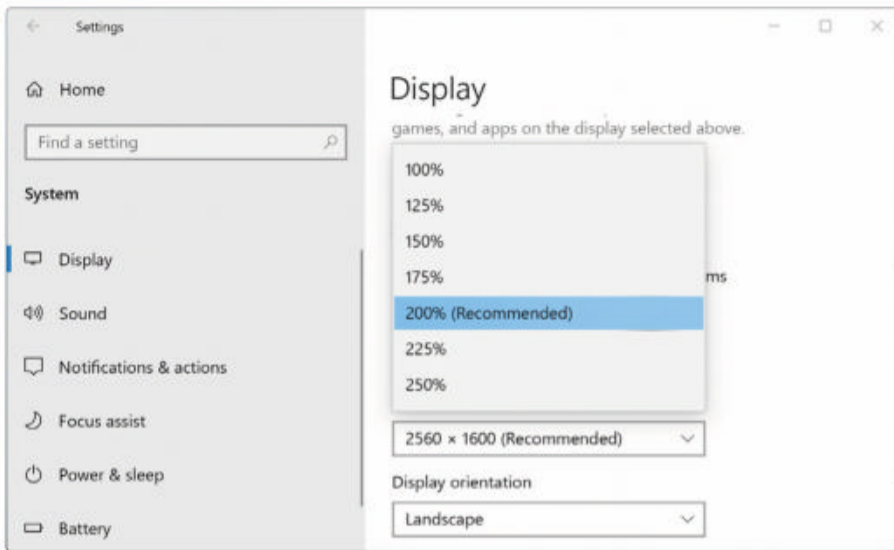 Settings
Home
Find a setting
System
Display
Sound
Notifications & actions
Focus assist
Power & sleep
Battery
Display
games, and apps on the display selected above.
100%
125%
150%
175%
ms
200% (Recommended)
225%
250%
2560 × 1600 (Recommended)
Display orientation
Landscape